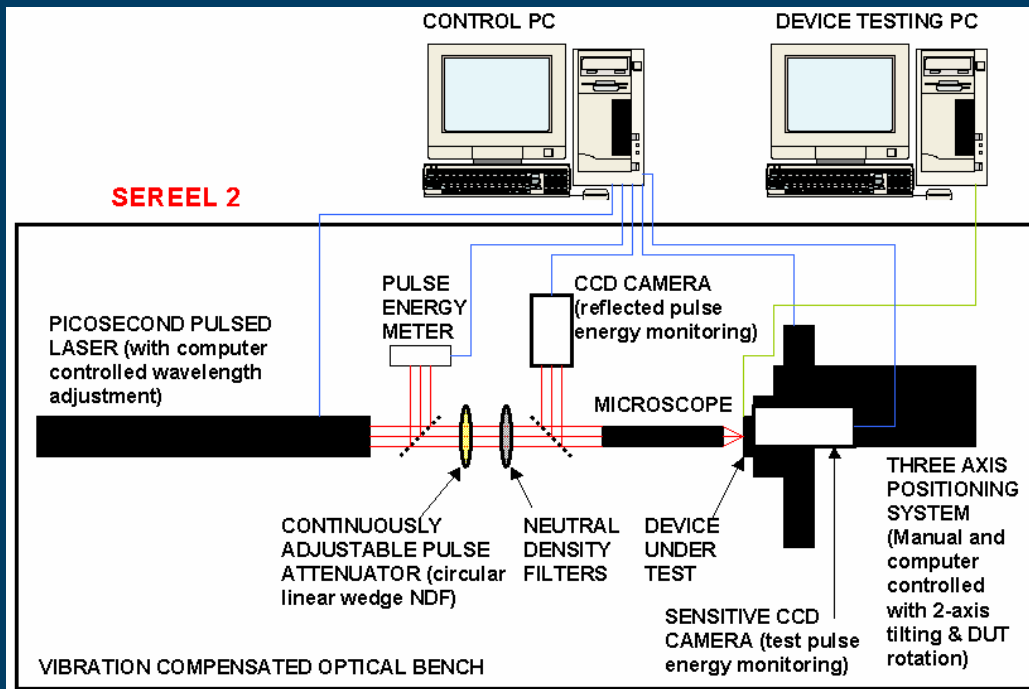 CONTROL PC
DEVICE TESTING PC
SEREEL 2
PICOSECOND PULSED
LASER (with computer
controlled wavelength
adjustment)
PULSE
ENERGY
METER
CCD CAMERA
(reflected pulse
energy monitoring)
MICROSCOPE
CONTINUOUSLY
ADJUSTABLE PULSE
ATTENUATOR (circular
linear wedge NDF)
NEUTRAL
DENSITY
FILTERS
DEVICE
UNDER
TEST
SENSITIVE CCD
CAMERA (test pulse
energy monitoring)
THREE AXIS
POSITIONING
SYSTEM
(Manual and
computer
controlled
with 2-axis
tilting & DUT
rotation)
VIBRATION COMPENSATED OPTICAL BENCH